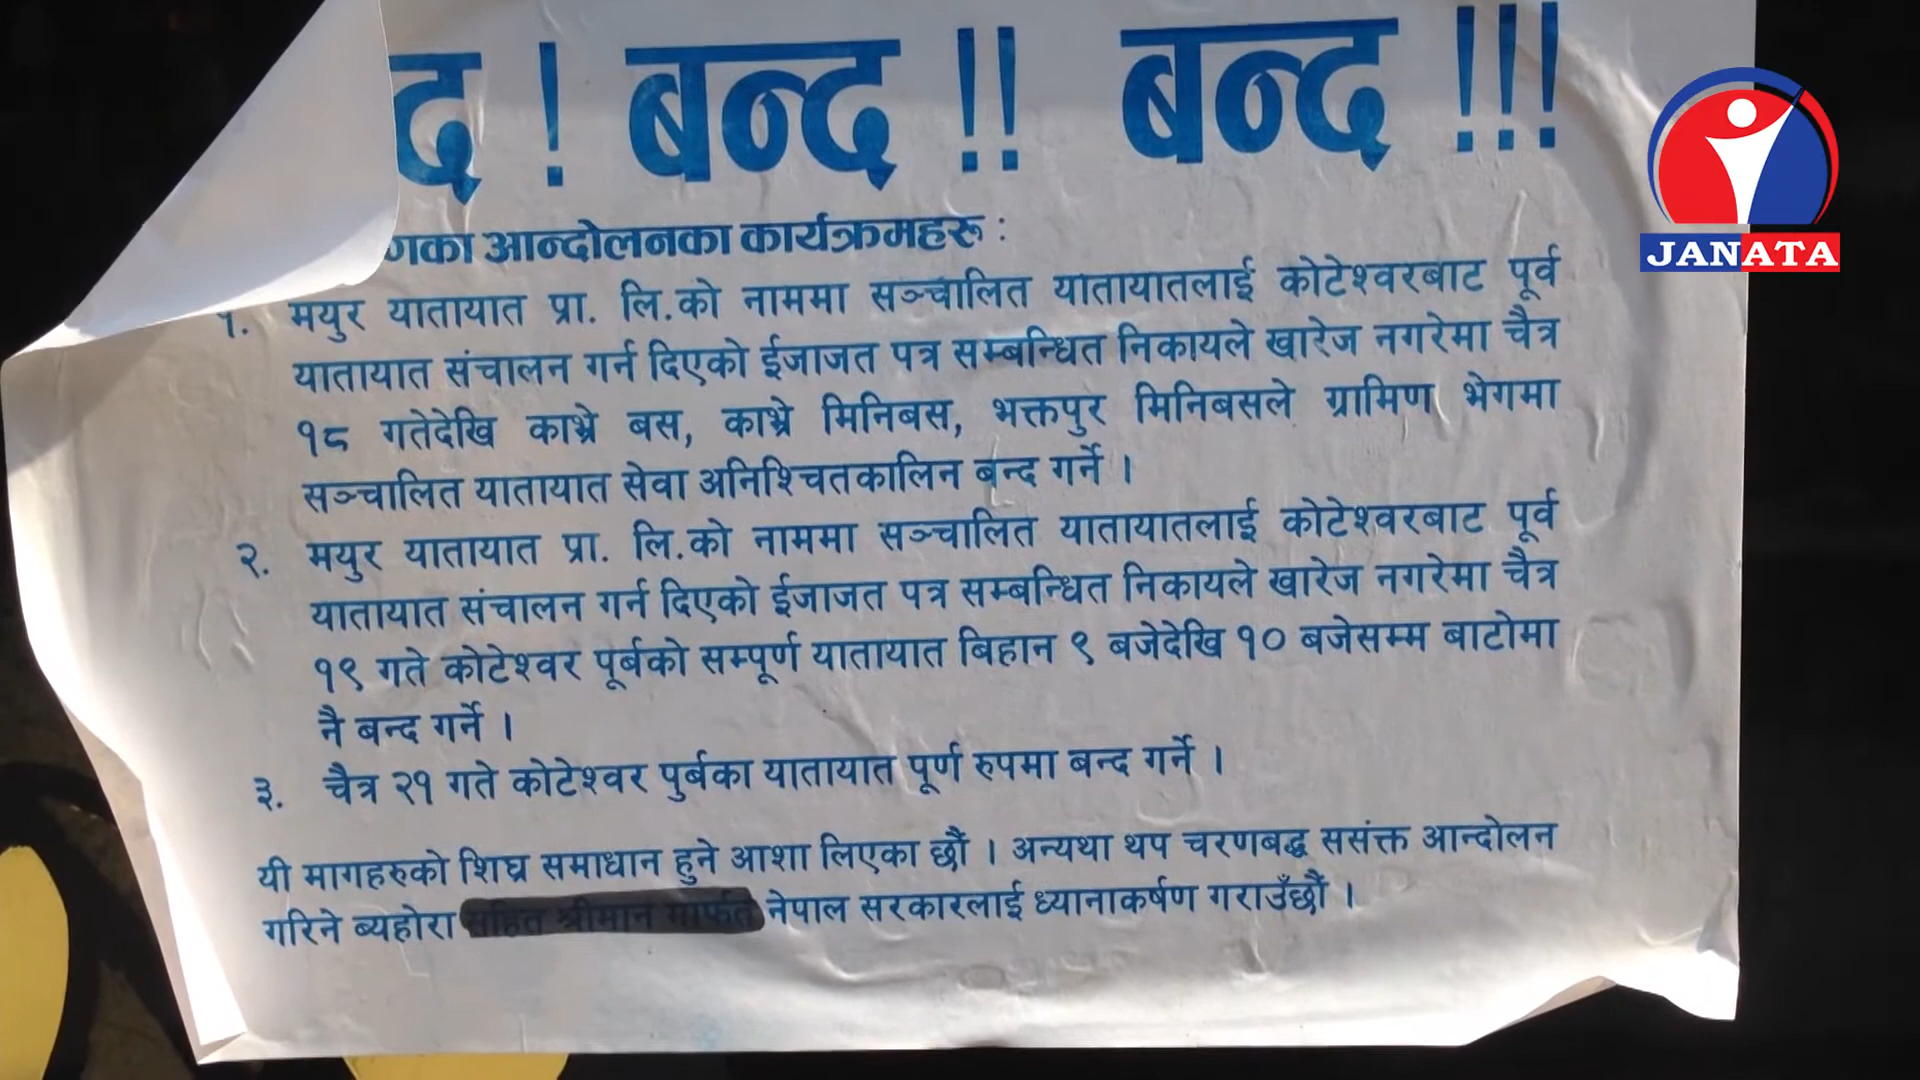 द ! बन्द !! बन्द !!!
णका आन्दोलनका कार्यक्रमहरू :
१. मयुर यातायात प्रा. लि.को नाममा सञ्चालित यातायातलाई कोटेश्वरबाट पूर्व
यातायात संचालन गर्न दिएको ईजाजत पत्र सम्बन्धित निकायले खारेज नगरेमा चैत्र
१८ गतेदेखि काभ्रे बस, काभ्रे मिनिबस, भक्तपुर मिनिबसले ग्रामिण भेगमा
सञ्चालित यातायात सेवा अनिश्चितकालिन बन्द गर्ने ।
२. मयुर यातायात प्रा. लि.को नाममा सञ्चालित यातायातलाई कोटेश्वरबाट पूर्व
यातायात संचालन गर्न दिएको ईजाजत पत्र सम्बन्धित निकायले खारेज नगरेमा चैत्र
१९ गते कोटेश्वर पूर्बको सम्पूर्ण यातायात बिहान ९ बजेदेखि १० बजेसम्म बाटोमा
नै बन्द गर्ने ।
३. चैत्र २१ गते कोटेश्वर पुर्बका यातायात पूर्ण रुपमा बन्द गर्ने ।
यी मागहरुको शिघ्र समाधान हुने आशा लिएका छौं । अन्यथा थप चरणबद्ध ससंक्त आन्दोलन
गरिने ब्यहोरा सहित श्रीमान मार्फत नेपाल सरकारलाई ध्यानाकर्षण गराउँछौं ।
JANATA